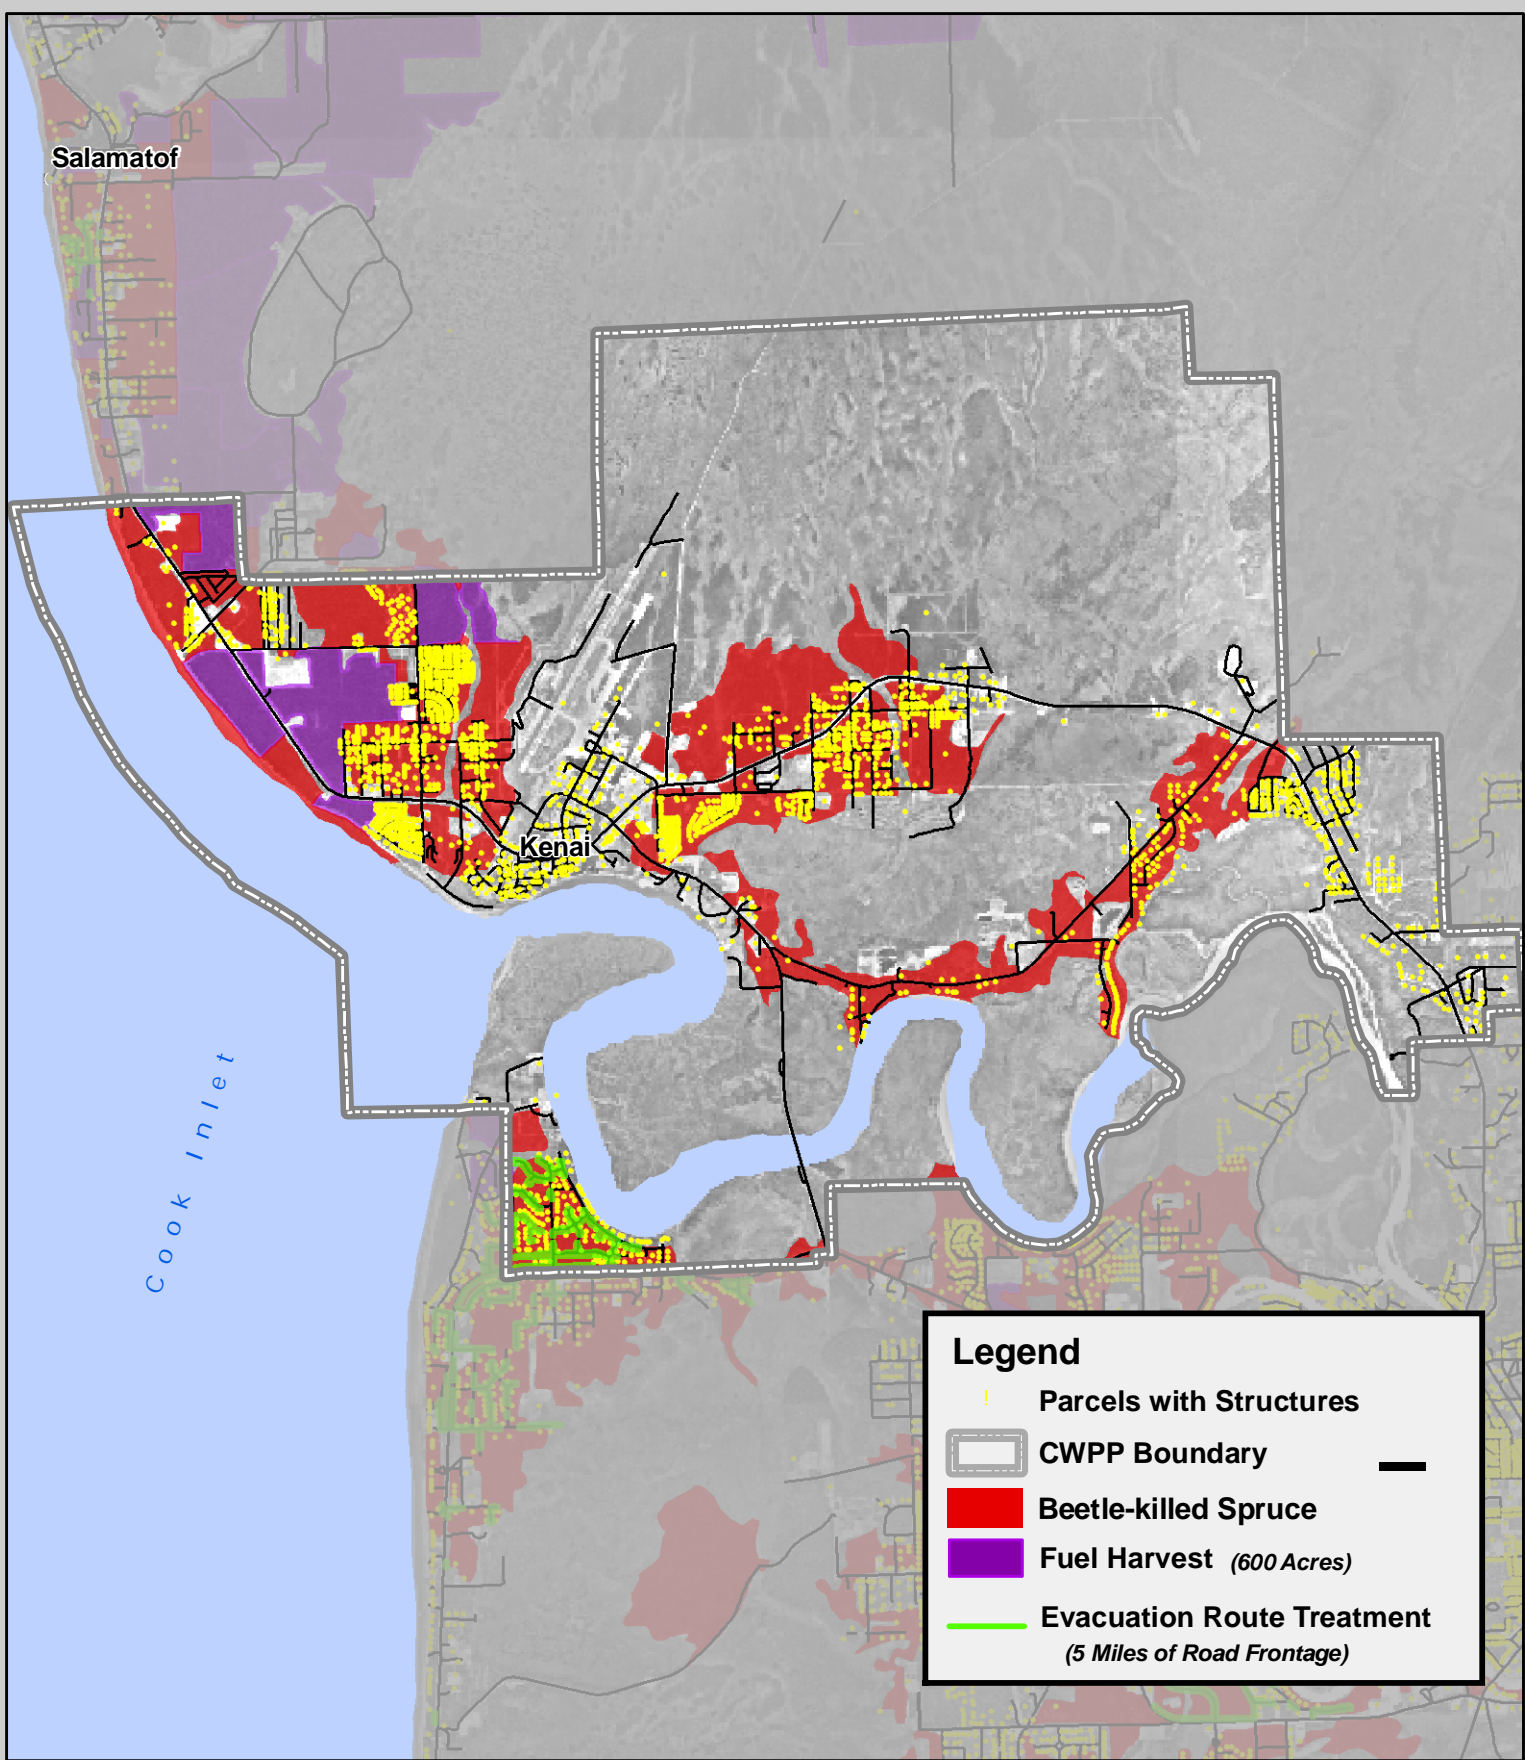 Salamatof
Kenai
Cook Inlet
Legend
Parcels with Structures
CWPP Boundary
Beetle-killed Spruce
Fuel Harvest (600 Acres)
Evacuation Route Treatment
(5 Miles of Road Frontage)